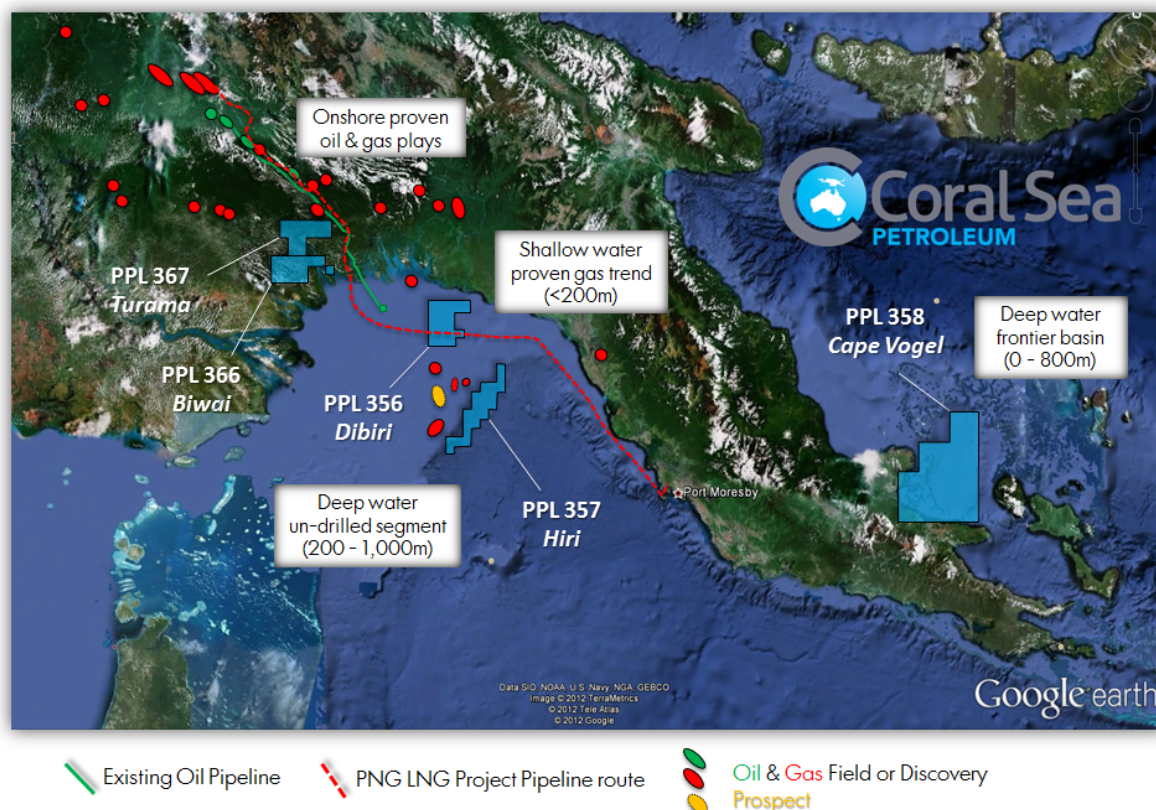 Onshore proven
oil & gas plays
Coral Sea
PETROLEUM
Shallow water
proven gas trend
(<200m)
PPL 367
Turama
PPL 358
Cape Vogel
Deep water
frontier basin
(0 - 800m)
PPL 366
Biwai
PPL 356
Dibiri
Port Moresby
Deep water
un-drilled segment
(200 - 1,000m)
PPL 357
Hiri
Data SIO, NOAA, U.S. Navy, NGA, GEBCO
Image © 2012 TerraMetrics
© 2012 Tele Atlas
© 2012 Google
Google earth
Existing Oil Pipeline
PNG LNG Project Pipeline route
Oil & Gas Field or Discovery
Prospect